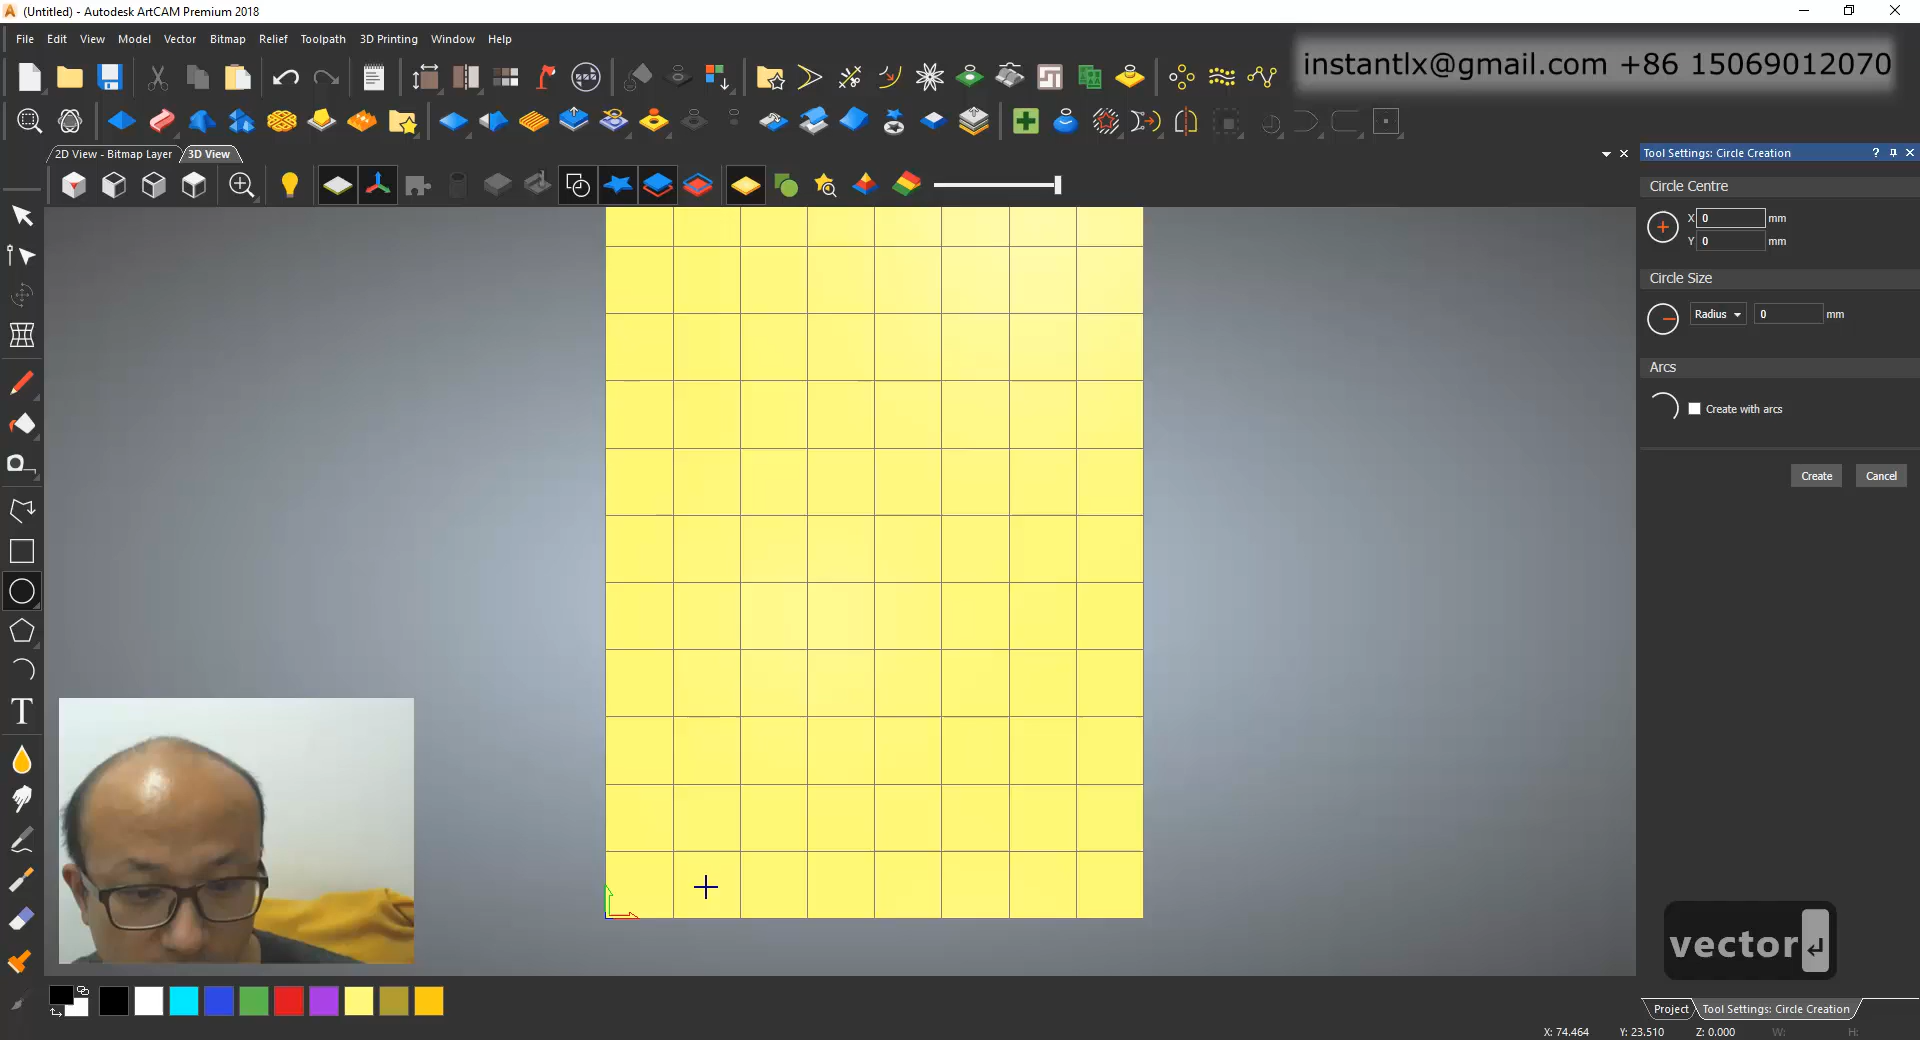 (Untitled) - Autodesk ArtCAM Premium 2018
File Edit View Model Vector Bitmap Relief Toolpath 3D Printing Window Help
instantlx@gmail.com +86 15069012070
2D View - Bitmap Layer 3D View
Tool Settings: Circle Creation
Circle Centre
X 0 mm
Y 0 mm
Circle Size
Radius 0 mm
Arcs
Create with arcs
Create Cancel
T
vector
Project Tool Settings: Circle Creation
X: 74.464 Y: 23.510 Z: 0.000 W: H: